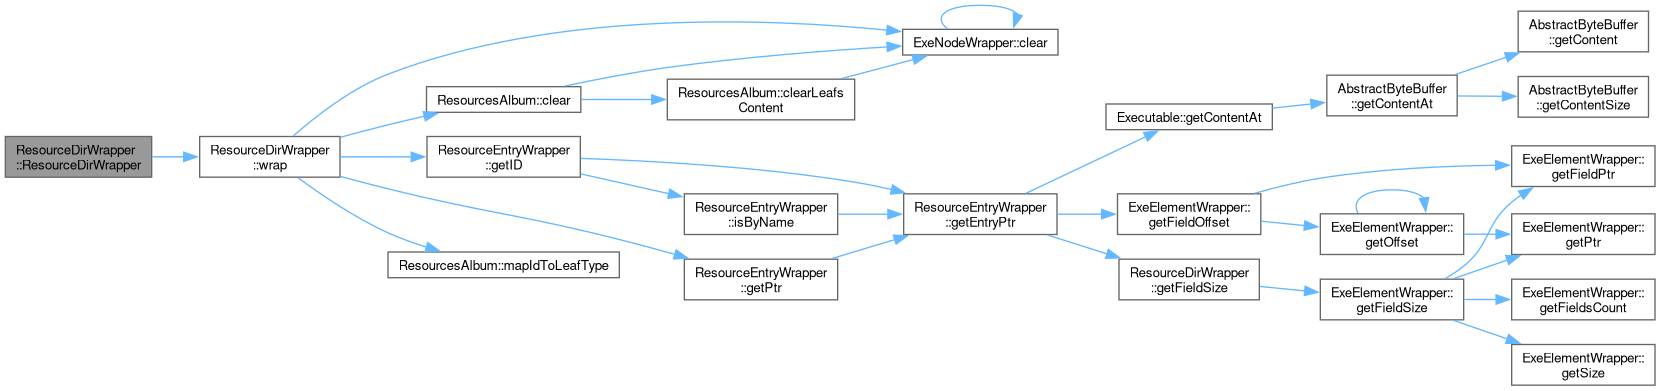 ResourceDirWrapper
::ResourceDirWrapper
ResourceDirWrapper
::wrap
ExeNodeWrapper::clear
ResourcesAlbum::clear
ResourcesAlbum::clearLeafs
Content
ResourceEntryWrapper
::getID
ResourceEntryWrapper
::isByName
ResourcesAlbum::mapIdToLeafType
ResourceEntryWrapper
::getPtr
ResourceEntryWrapper
::getEntryPtr
Executable::getContentAt
AbstractByteBuffer
::getContentAt
AbstractByteBuffer
::getContent
AbstractByteBuffer
::getContentSize
ExeElementWrapper::
getFieldOffset
ResourceDirWrapper
::getFieldSize
ExeElementWrapper::
getOffset
ExeElementWrapper::
getFieldSize
ExeElementWrapper::
getFieldPtr
ExeElementWrapper::
getPtr
ExeElementWrapper::
getFieldsCount
ExeElementWrapper::
getSize